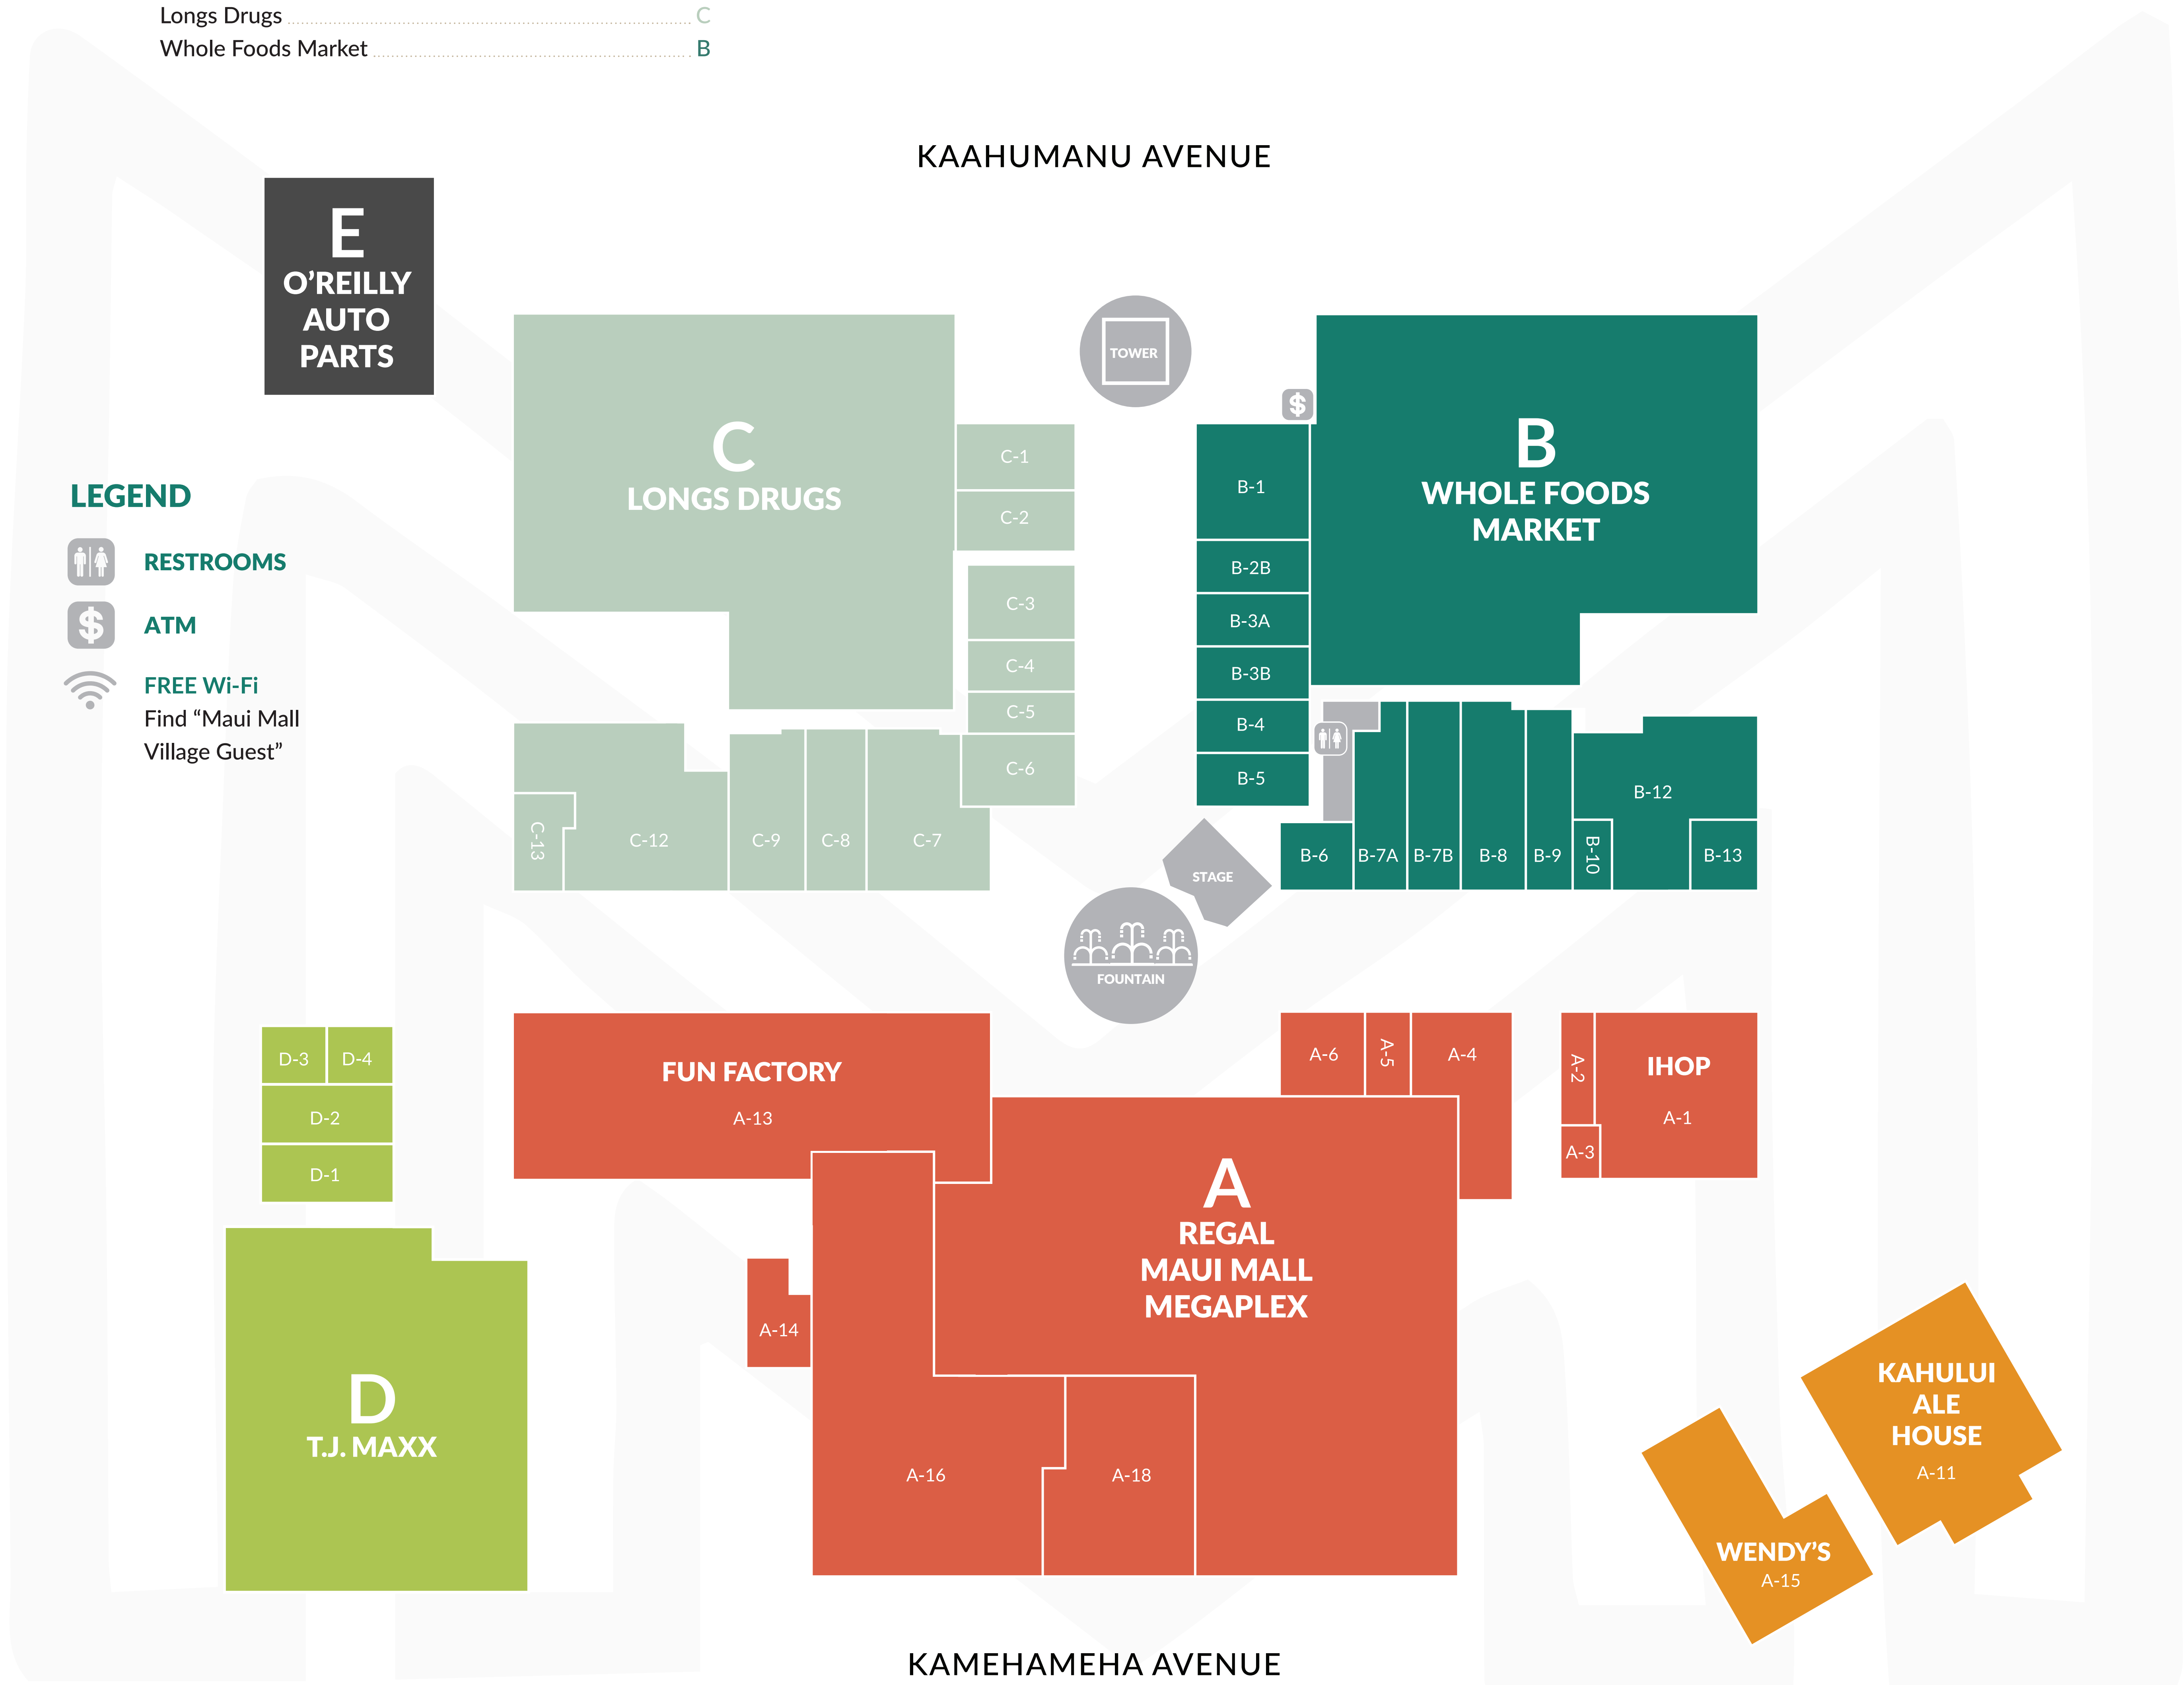 Longs Drugs C
Whole Foods Market B
KAAHUMANU AVENUE
E
O’REILLY
AUTO
PARTS
TOWER
$
C
LONGS DRUGS
C-1
C-2
C-3
C-4
C-5
C-6
C-7
C-8
C-9
C-12
C-13
B
WHOLE FOODS
MARKET
B-1
B-2B
B-3A
B-3B
B-4
B-5
B-6
B-7A
B-7B
B-8
B-9
B-10
B-12
B-13
LEGEND
RESTROOMS
$ ATM
FREE Wi-Fi
Find “Maui Mall
Village Guest”
STAGE
FOUNTAIN
D-3
D-4
D-2
D-1
D
T.J. MAXX
FUN FACTORY
A-13
A-6
A-5
A-4
A-2
A-3
IHOP
A-1
A
REGAL
MAUI MALL
MEGAPLEX
A-14
A-16
A-18
KAHULUI
ALE
HOUSE
A-11
WENDY’S
A-15
KAMEHAMEHA AVENUE